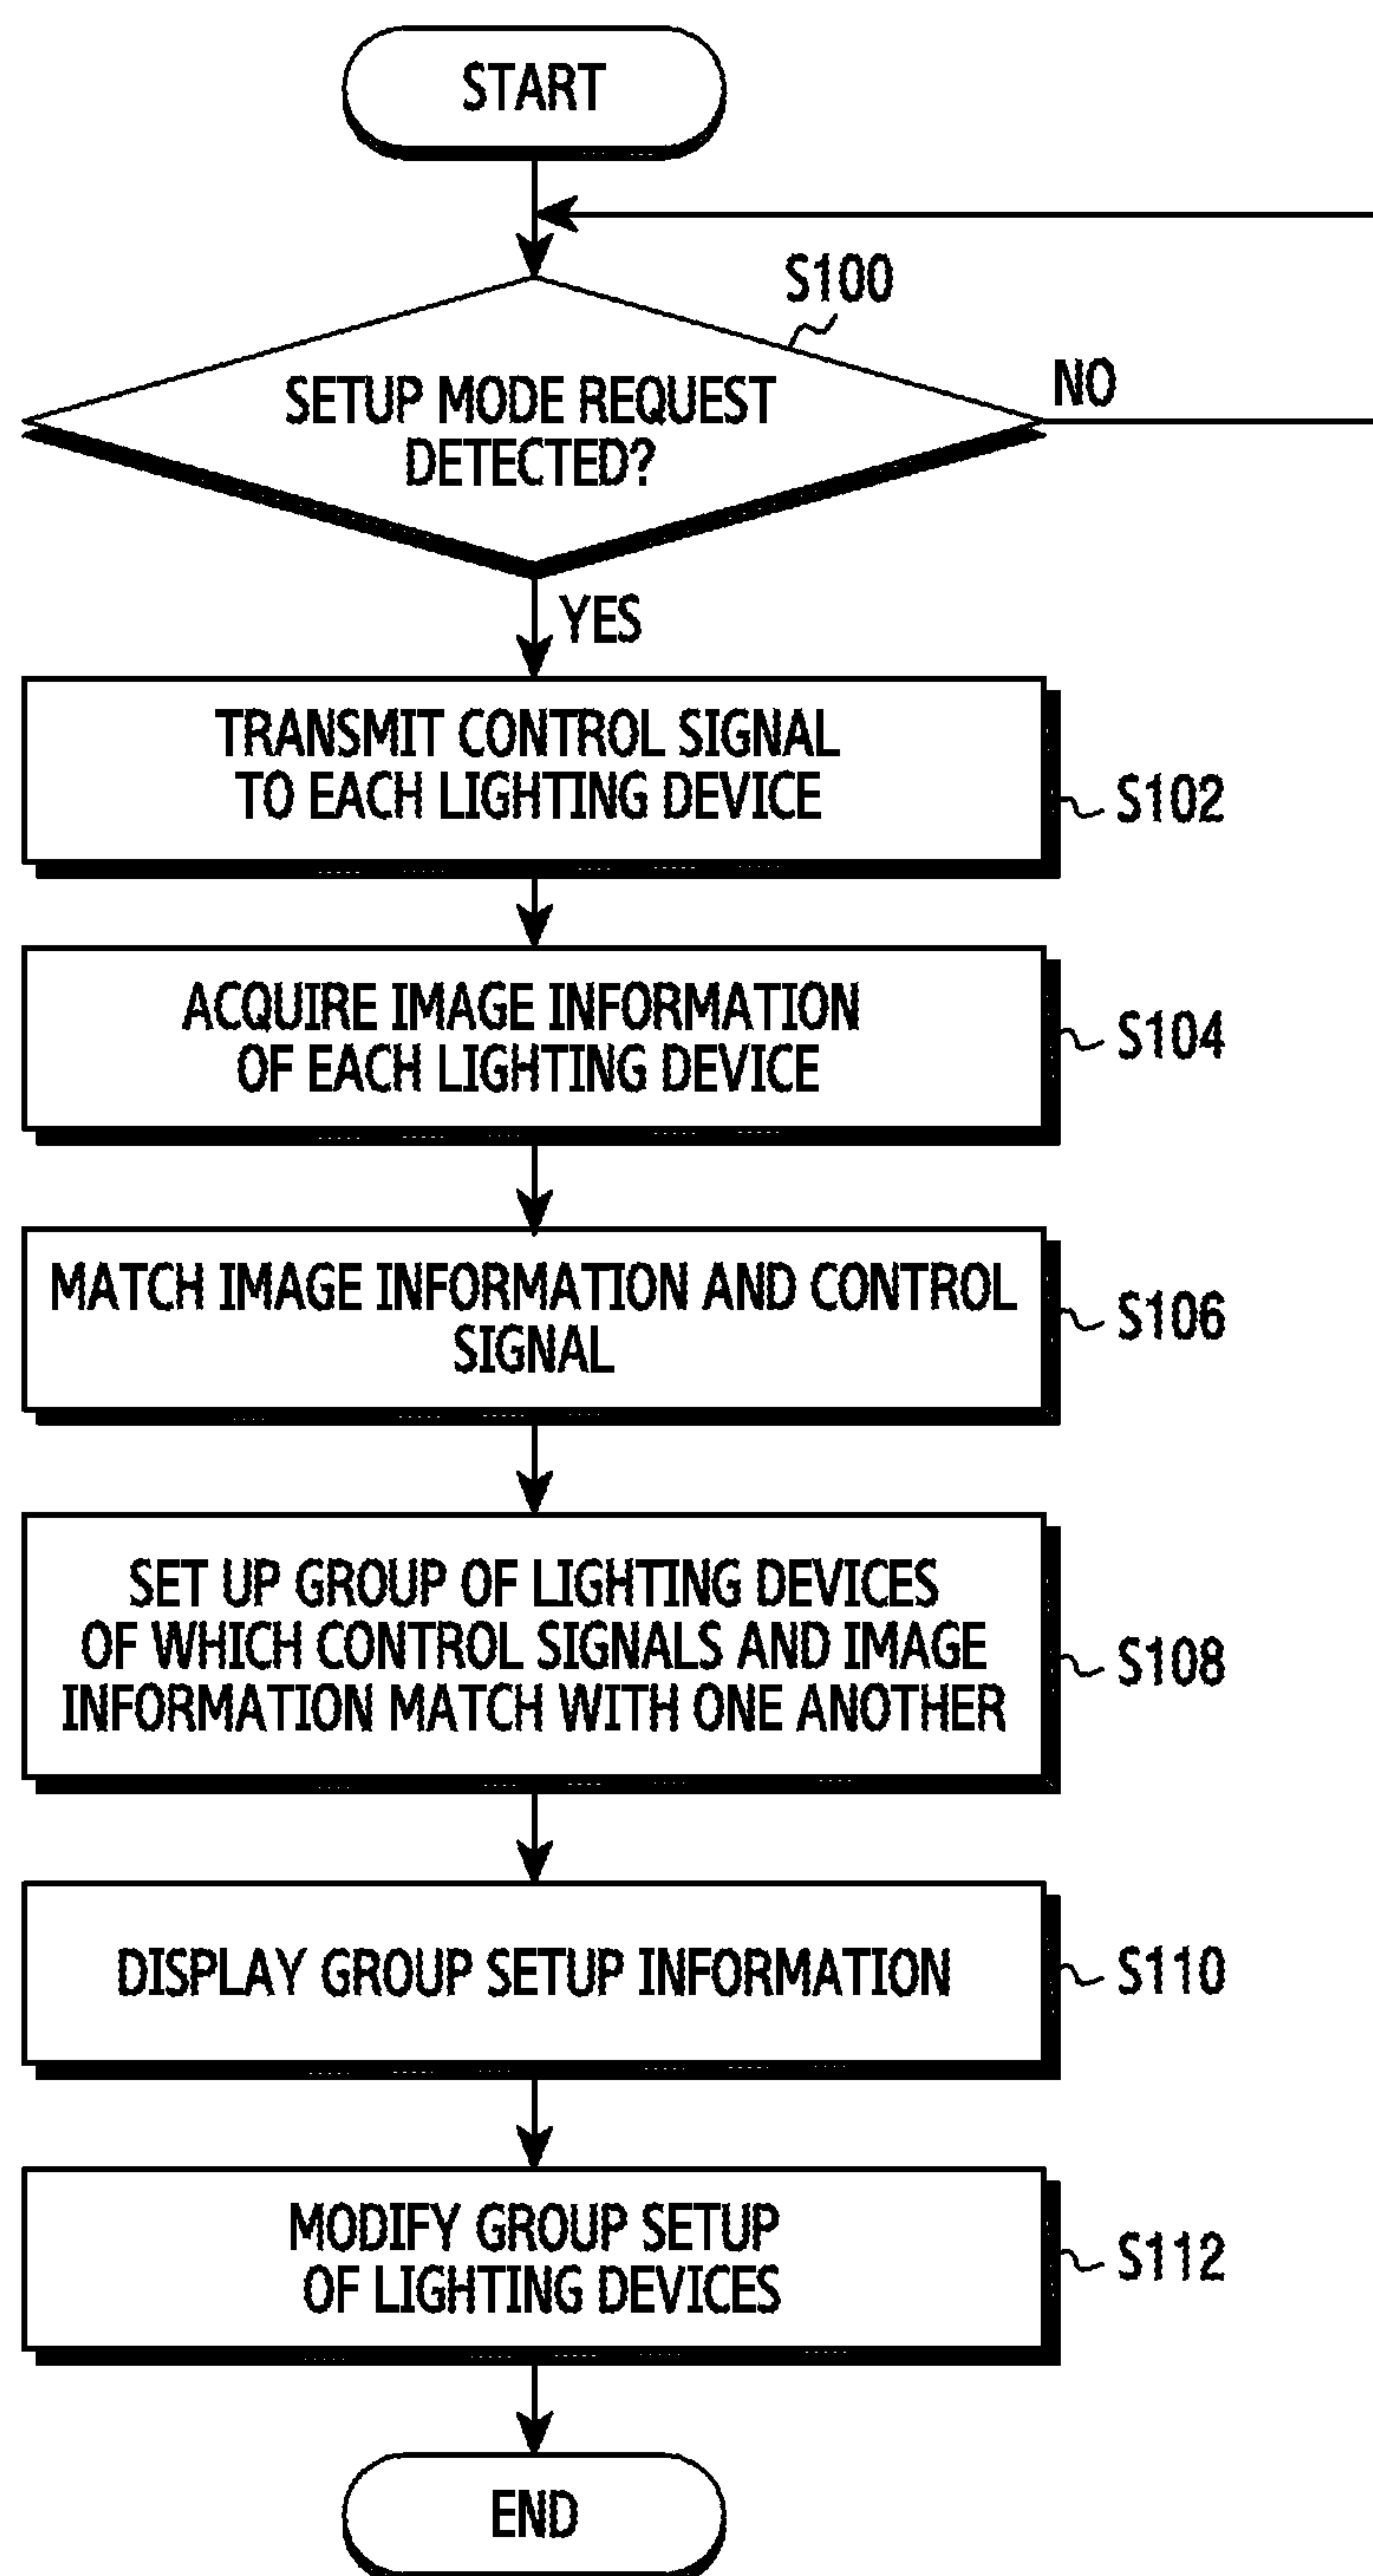 START
S100
SETUP MODE REQUEST
DETECTED?
NO
YES
TRANSMIT CONTROL SIGNAL
TO EACH LIGHTING DEVICE
S102
ACQUIRE IMAGE INFORMATION
OF EACH LIGHTING DEVICE
S104
MATCH IMAGE INFORMATION AND CONTROL
SIGNAL
S106
SET UP GROUP OF LIGHTING DEVICES
OF WHICH CONTROL SIGNALS AND IMAGE
INFORMATION MATCH WITH ONE ANOTHER
S108
DISPLAY GROUP SETUP INFORMATION
S110
MODIFY GROUP SETUP
OF LIGHTING DEVICES
S112
END